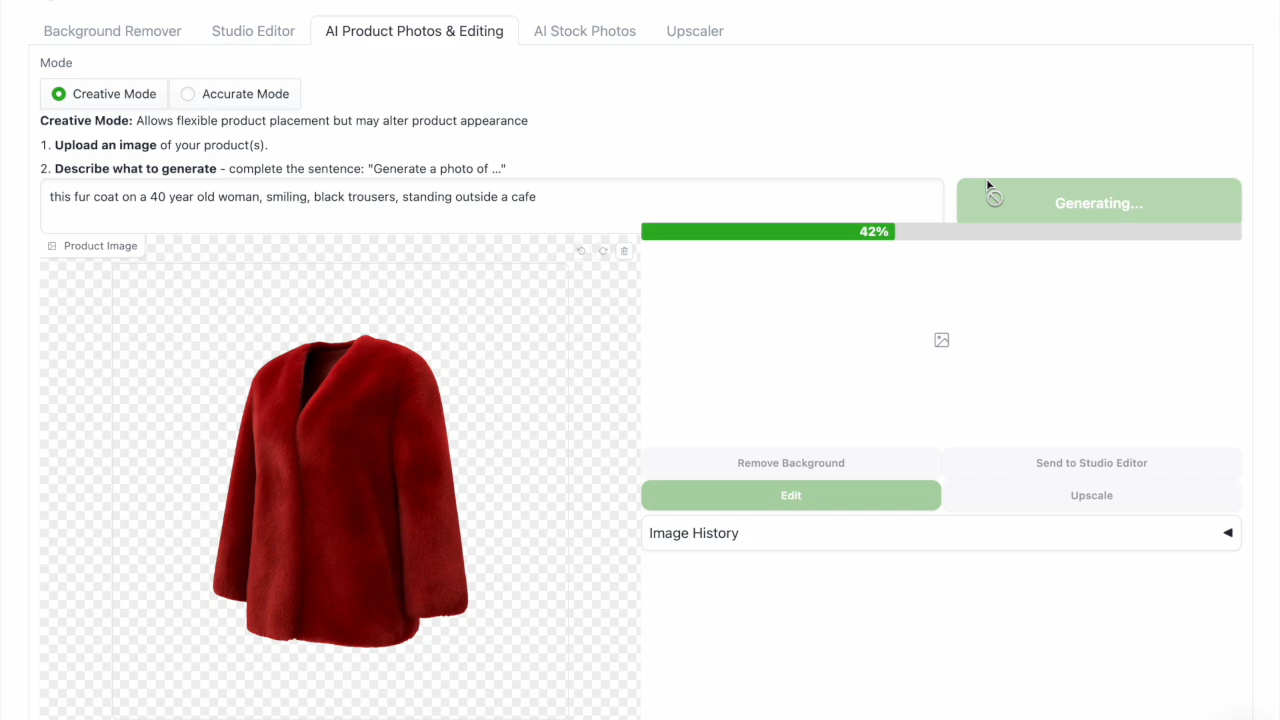 Background Remover
Studio Editor
AI Product Photos & Editing
AI Stock Photos
Upscaler
Mode
Creative Mode
Accurate Mode
Creative Mode: Allows flexible product placement but may alter product appearance
1. Upload an image of your product(s).
2. Describe what to generate - complete the sentence: "Generate a photo of ..."
this fur coat on a 40 year old woman, smiling, black trousers, standing outside a cafe
Generating...
42%
Product Image
Remove Background
Send to Studio Editor
Edit
Upscale
Image History